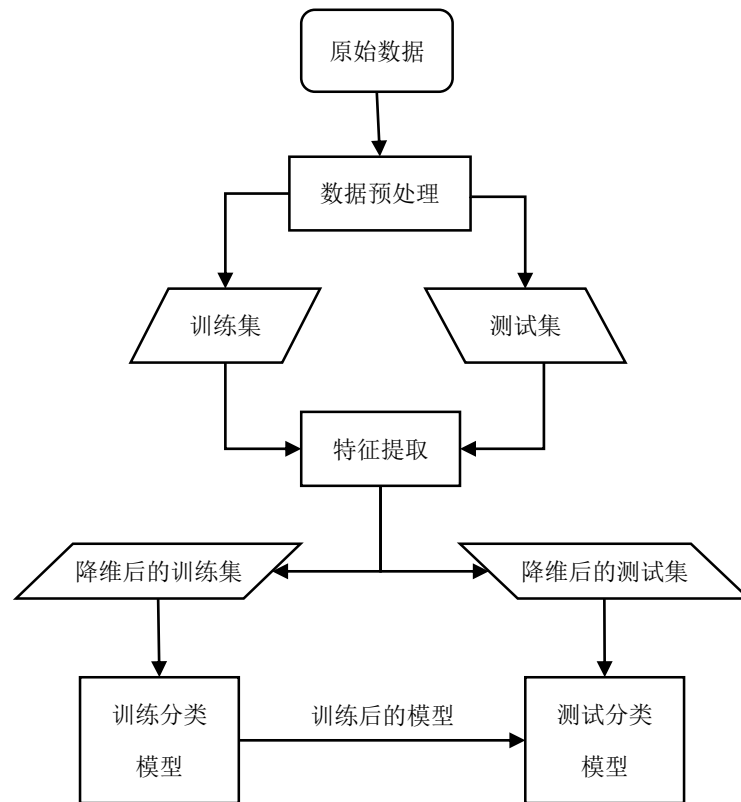 原始数据
数据预处理
训练集
测试集
特征提取
降维后的训练集
降维后的测试集
训练分类
模型
训练后的模型
测试分类
模型